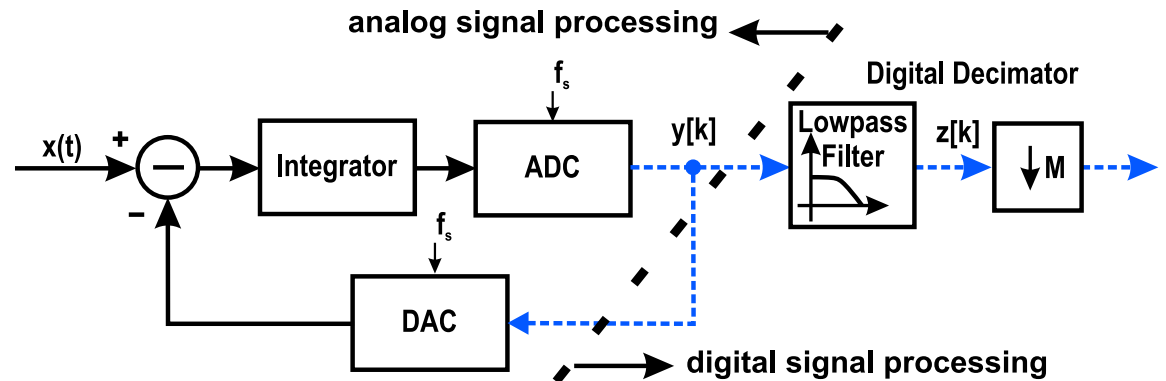 analog signal processing
Digital Decimator
fs
x(t)
+
−
−
Integrator
ADC
y[k]
Lowpass
Filter
z[k]
↓ M
fs
DAC
digital signal processing